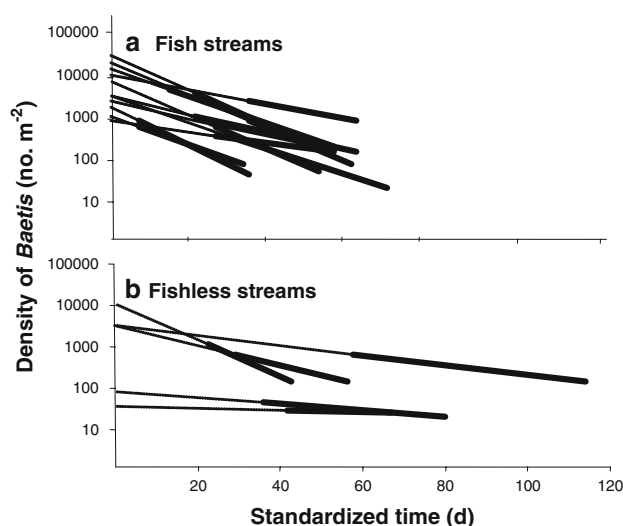 a Fish streams
100000
10000
1000
100
10
Density of Baetis (no. m-2)
b Fishless streams
100000
10000
1000
100
10
20 40 60 80 100 120
Standardized time (d)